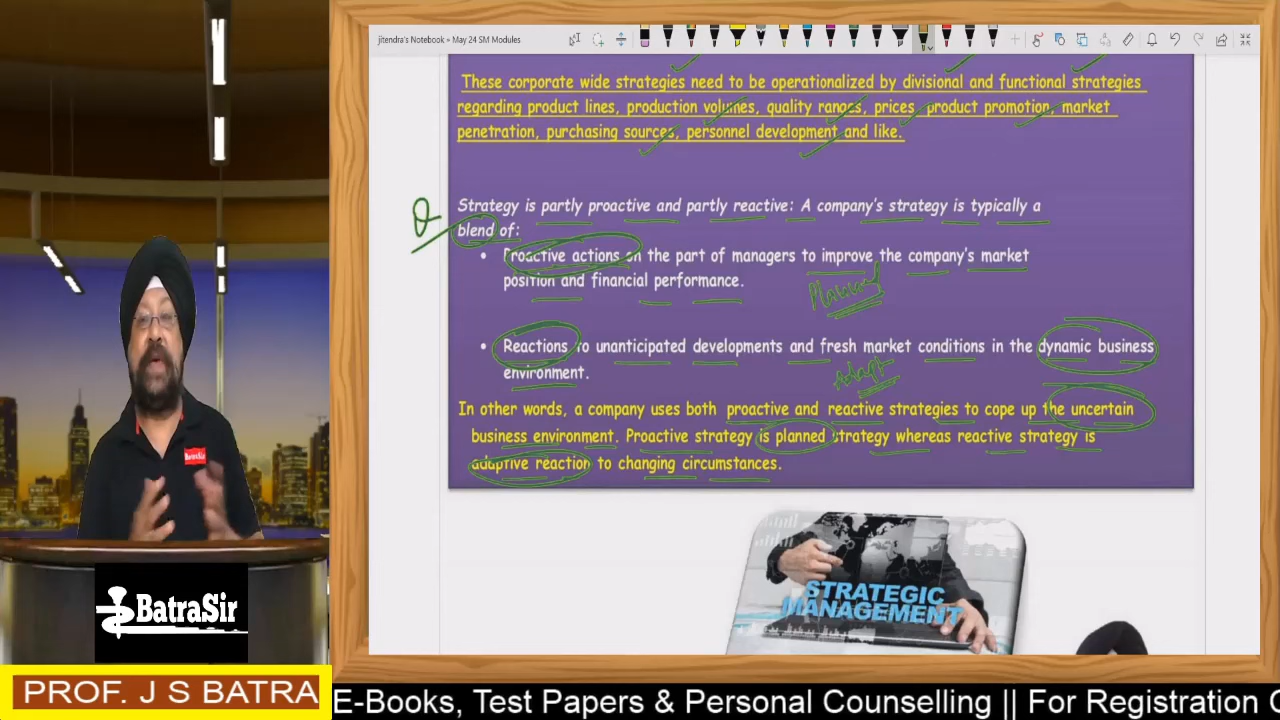 jitendra's Notebook » May 24 SM Modules
These corporate wide strategies need to be operationalized by divisional and functional strategies
regarding product lines, production volumes, quality ranges, prices, product promotion, market
penetration, purchasing sources, personnel development and like.
Strategy is partly proactive and partly reactive: A company's strategy is typically a
blend of:
• Proactive actions on the part of managers to improve the company's market
position and financial performance.
Planned
• Reactions to unanticipated developments and fresh market conditions in the dynamic business
environment.
Adapt
In other words, a company uses both proactive and reactive strategies to cope up the uncertain
business environment. Proactive strategy is planned strategy whereas reactive strategy is
adaptive reaction to changing circumstances.
STRATEGIC
MANAGEMENT
BatraSir
PROF. J S BATRA
E-Books, Test Papers & Personal Counselling || For Registration